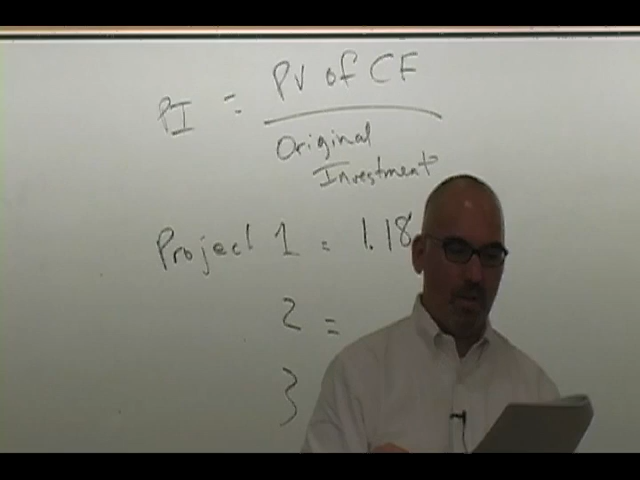 PI = PV of CF
Original
Investment
Project 1 = 1.18
2 =
3